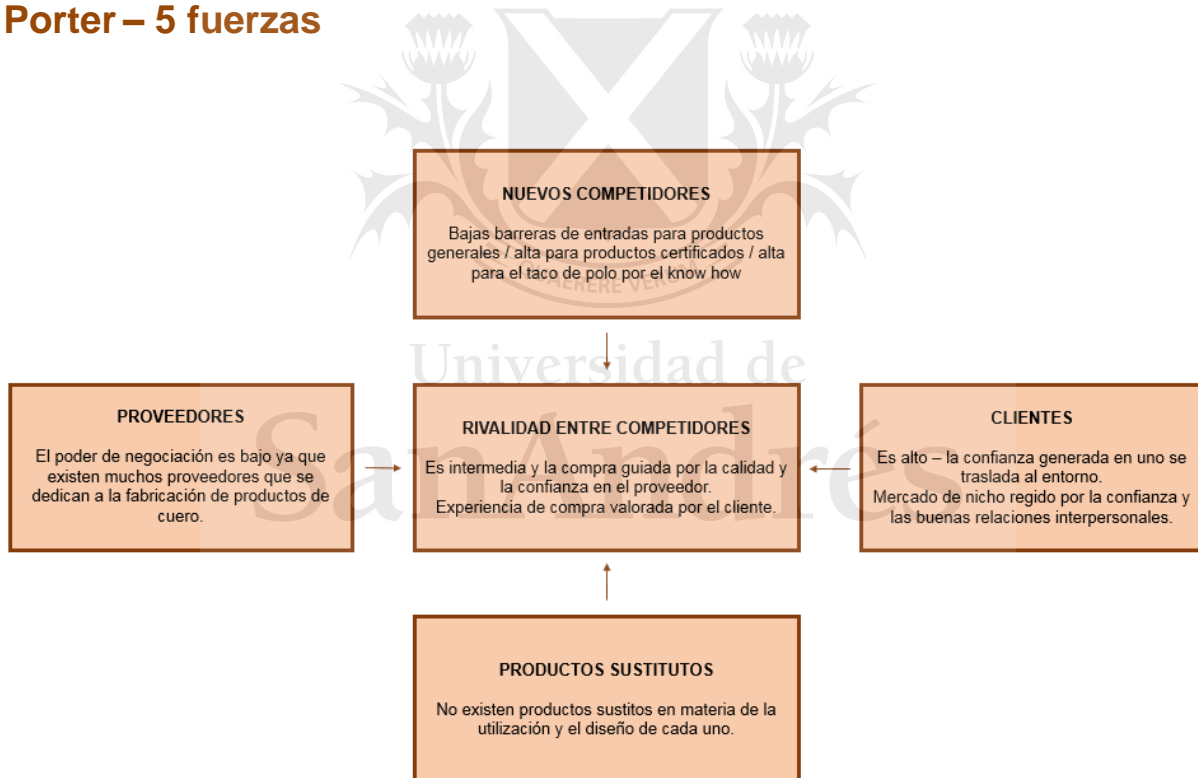 Porter – 5 fuerzas
NUEVOS COMPETIDORES
Bajas barreras de entradas para productos
generales / alta para productos certificados / alta
para el taco de polo por el know how
QUAERERE VERUM
Universidad de
SanAndrés
PROVEEDORES
El poder de negociación es bajo ya que
existen muchos proveedores que se
dedican a la fabricación de productos de
cuero.
RIVALIDAD ENTRE COMPETIDORES
Es intermedia y la compra guiada por la calidad y
la confianza en el proveedor.
Experiencia de compra valorada por el cliente.
CLIENTES
Es alto – la confianza generada en uno se
traslada al entorno.
Mercado de nicho regido por la confianza y
las buenas relaciones interpersonales.
PRODUCTOS SUSTITUTOS
No existen productos sustitos en materia de la
utilización y el diseño de cada uno.